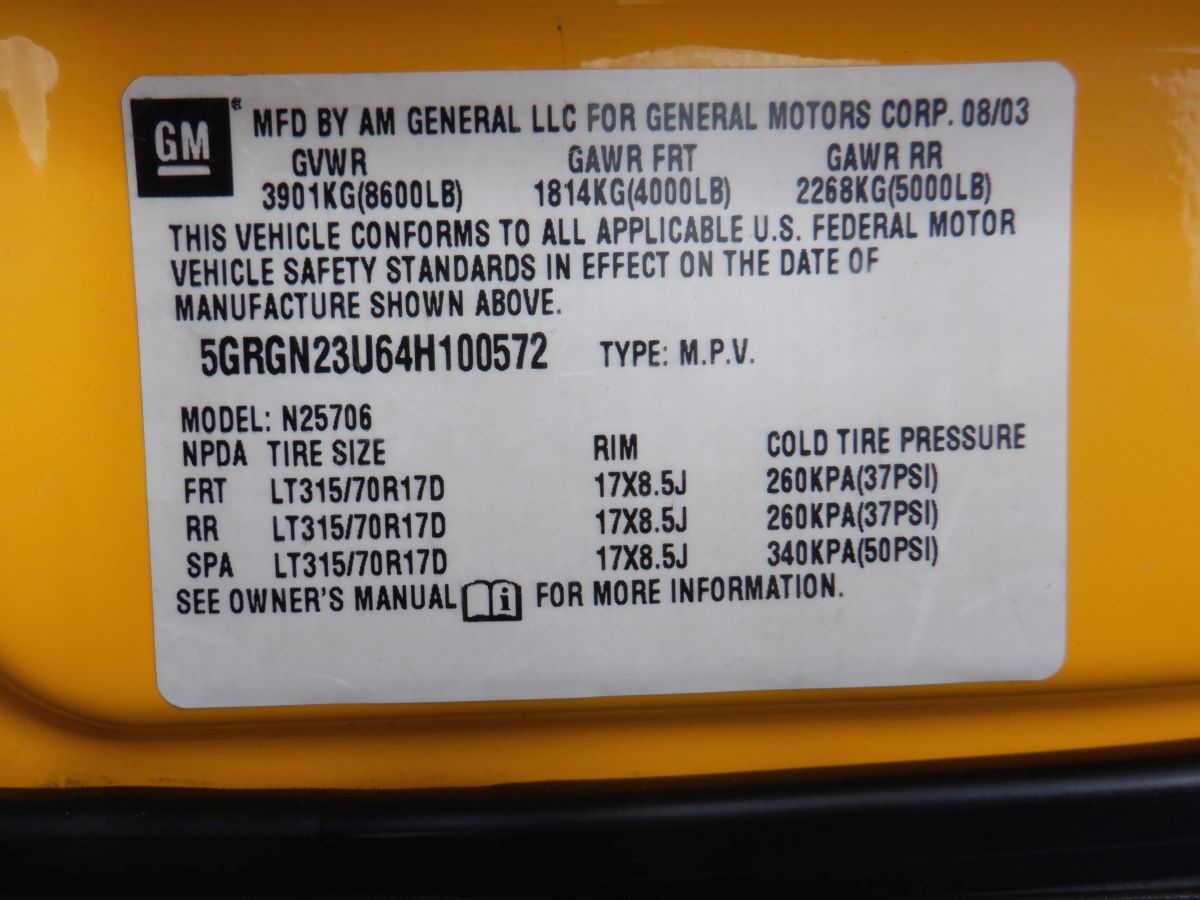 GM ® MFD BY AM GENERAL LLC FOR GENERAL MOTORS CORP. 08/03
GVWR GAWR FRT GAWR RR
3901KG(8600LB) 1814KG(4000LB) 2268KG(5000LB)
THIS VEHICLE CONFORMS TO ALL APPLICABLE U.S. FEDERAL MOTOR
VEHICLE SAFETY STANDARDS IN EFFECT ON THE DATE OF
MANUFACTURE SHOWN ABOVE.
5GRGN23U64H100572 TYPE: M.P.V.
MODEL: N25706
NPDA TIRE SIZE RIM COLD TIRE PRESSURE
FRT LT315/70R17D 17X8.5J 260KPA(37PSI)
RR LT315/70R17D 17X8.5J 260KPA(37PSI)
SPA LT315/70R17D 17X8.5J 340KPA(50PSI)
SEE OWNER'S MANUAL i FOR MORE INFORMATION.